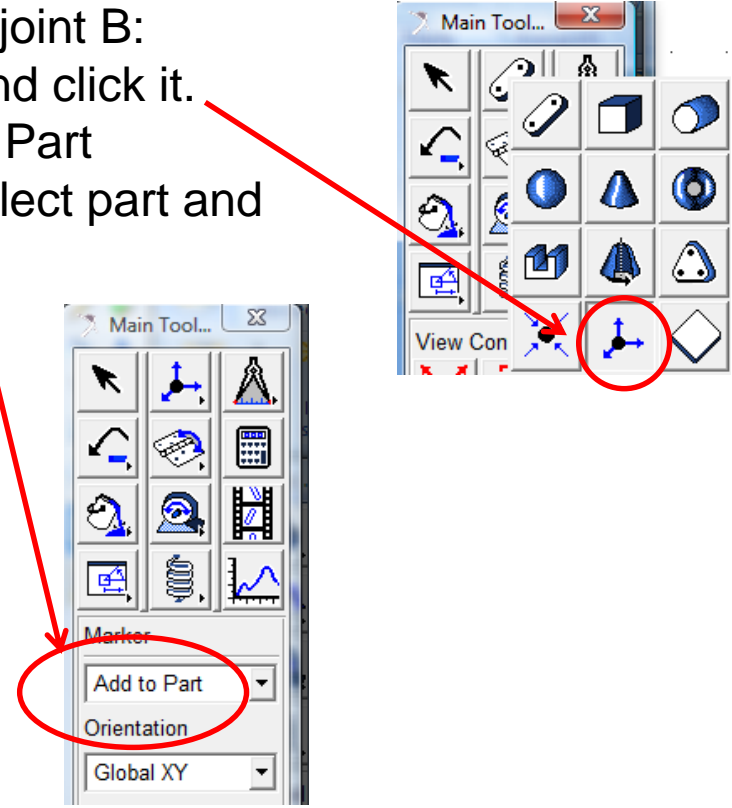 joint B:
nd click it.
Part
lect part and
Main Tool...
View Con
Main Tool...
Marker
Add to Part
Orientation
Global XY